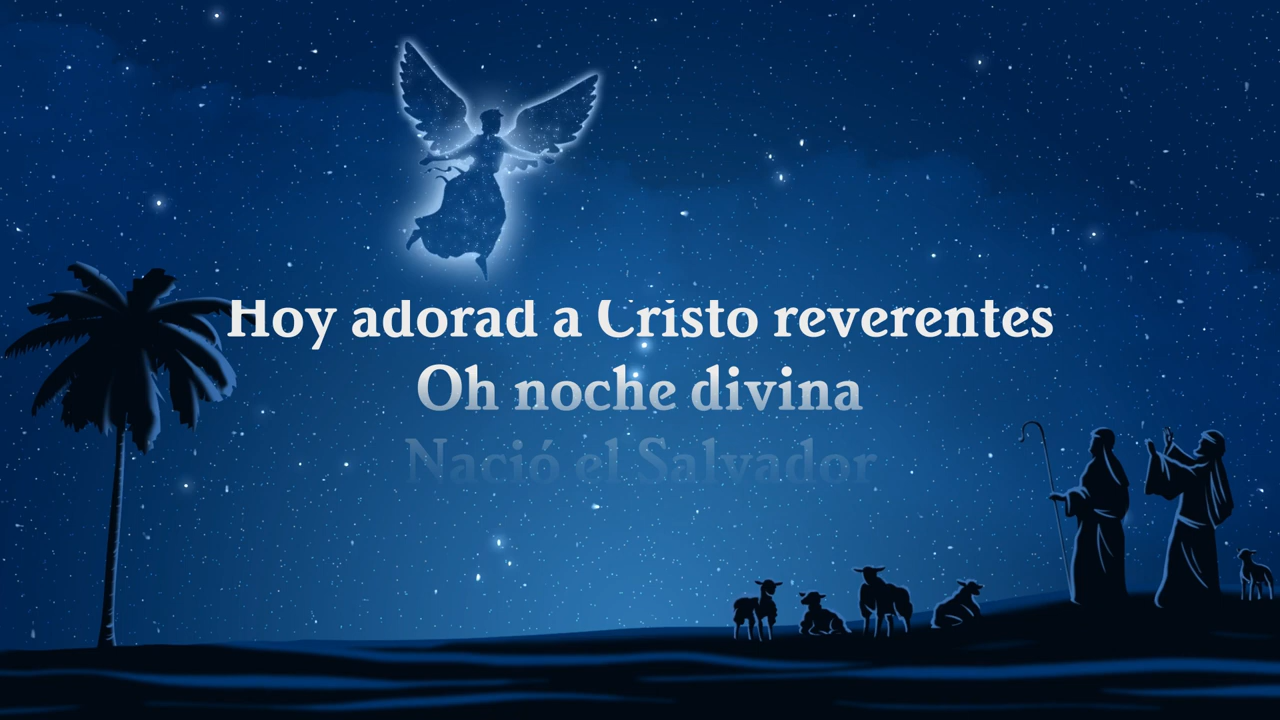 Hoy adorad a Cristo reverentes
Oh noche divina
Nació el Salvador